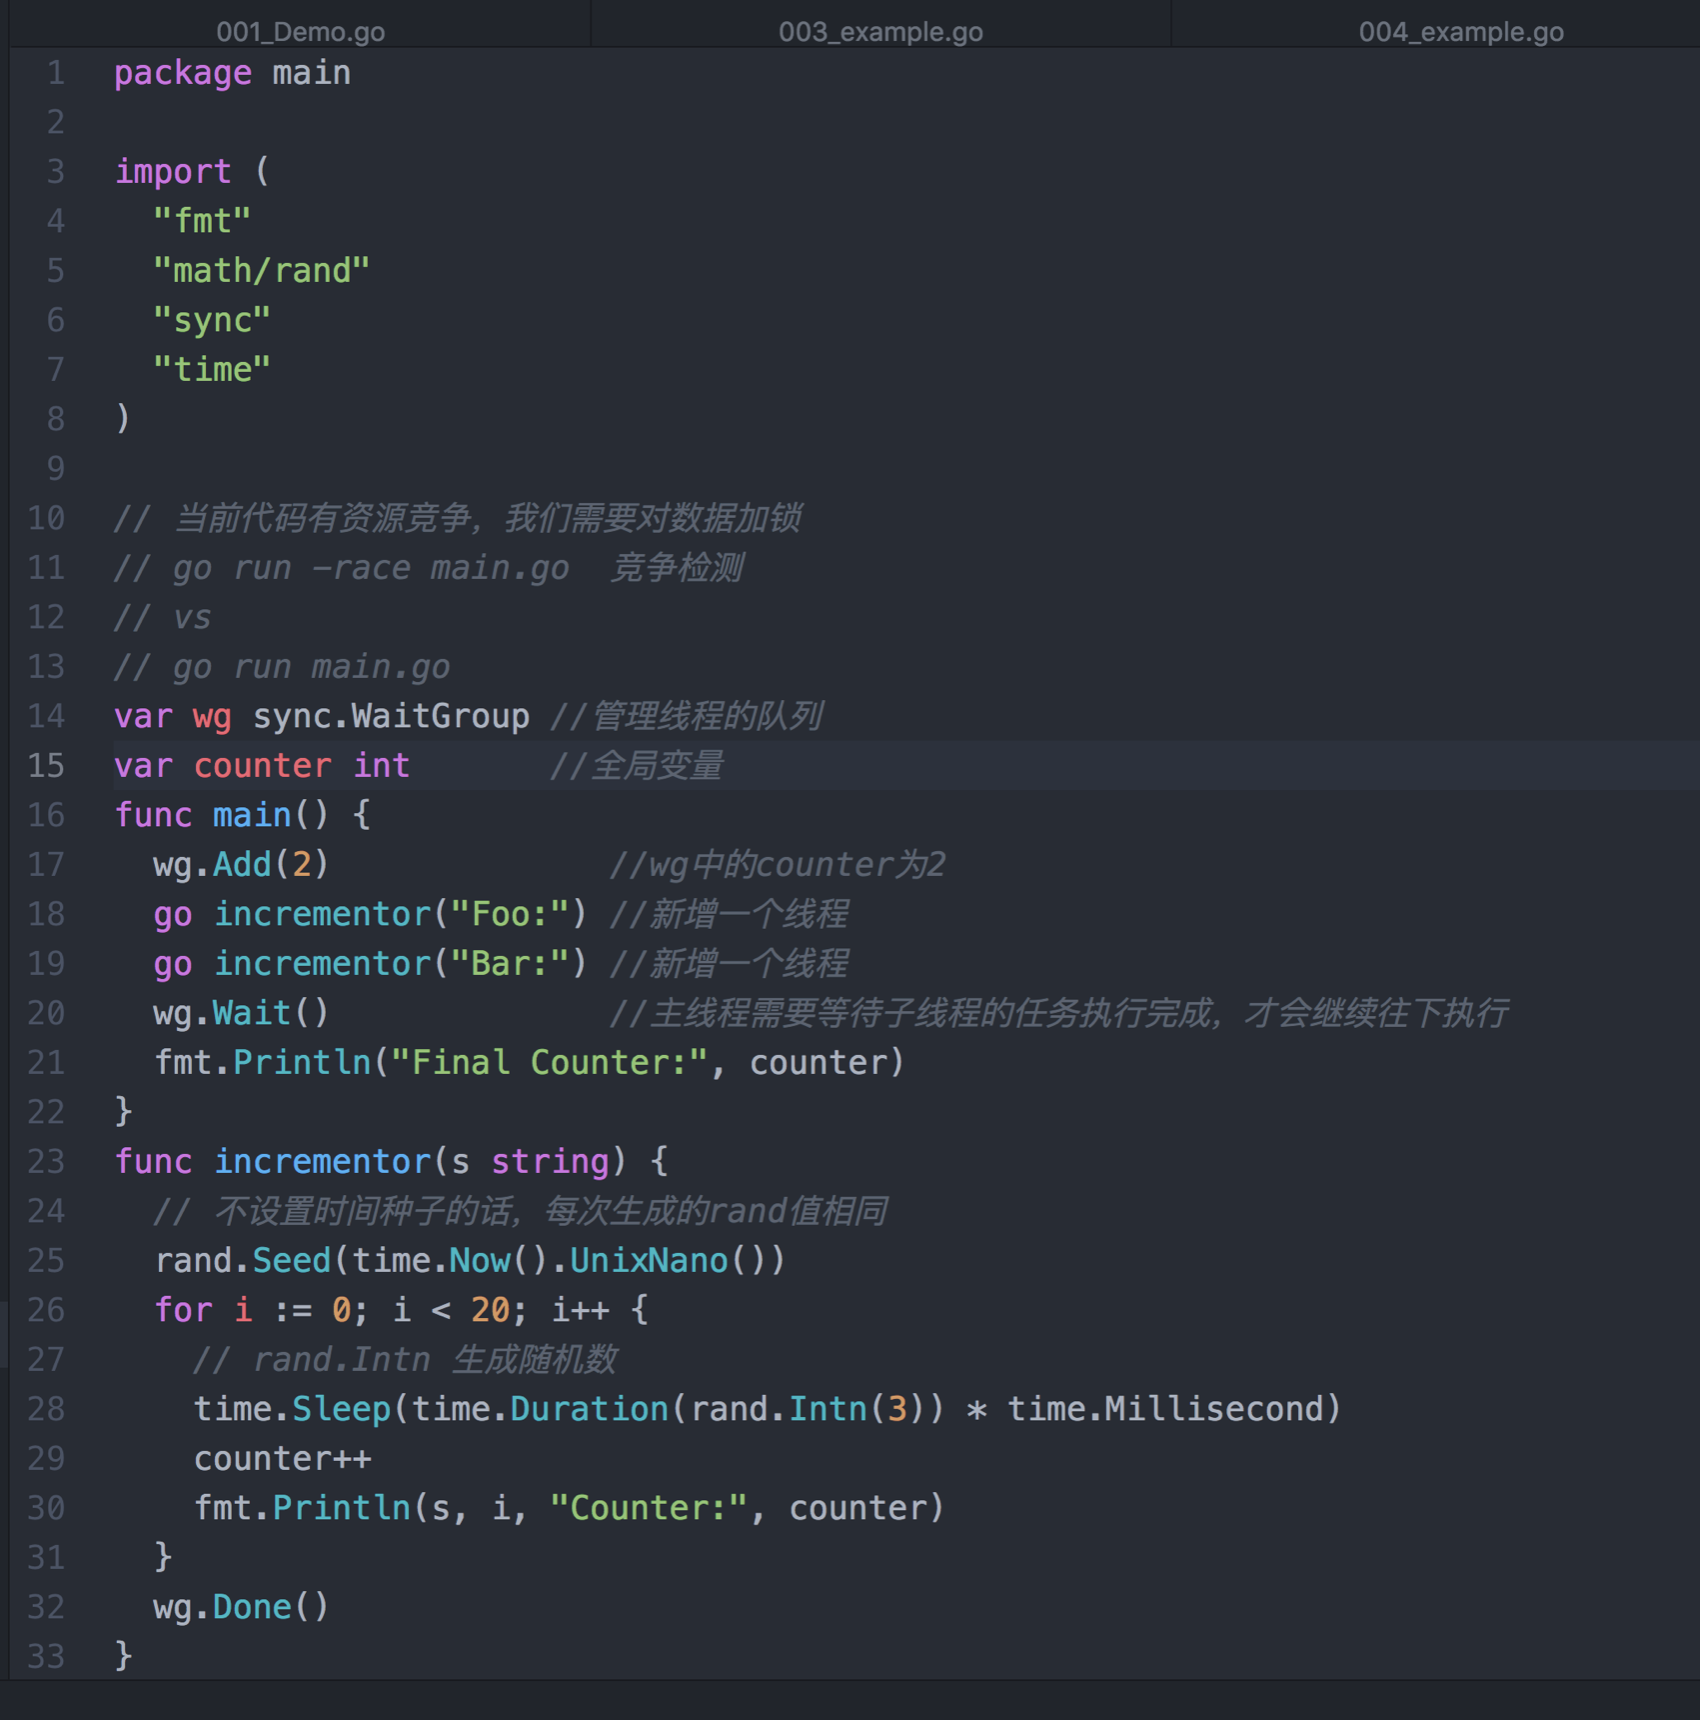 001_Demo.go 003_example.go 004_example.go
1 package main
2
3 import (
4 "fmt"
5 "math/rand"
6 "sync"
7 "time"
8 )
9
10 // 当前代码有资源竞争，我们需要对数据加锁
11 // go run -race main.go  竞争检测
12 // vs
13 // go run main.go
14 var wg sync.WaitGroup //管理线程的队列
15 var counter int       //全局变量
16 func main() {
17 wg.Add(2)              //wg中的counter为2
18 go incrementor("Foo:") //新增一个线程
19 go incrementor("Bar:") //新增一个线程
20 wg.Wait()              //主线程需要等待子线程的任务执行完成，才会继续往下执行
21 fmt.Println("Final Counter:", counter)
22 }
23 func incrementor(s string) {
24 // 不设置时间种子的话，每次生成的rand值相同
25 rand.Seed(time.Now().UnixNano())
26 for i := 0; i < 20; i++ {
27 // rand.Intn 生成随机数
28 time.Sleep(time.Duration(rand.Intn(3)) * time.Millisecond)
29 counter++
30 fmt.Println(s, i, "Counter:", counter)
31 }
32 wg.Done()
33 }